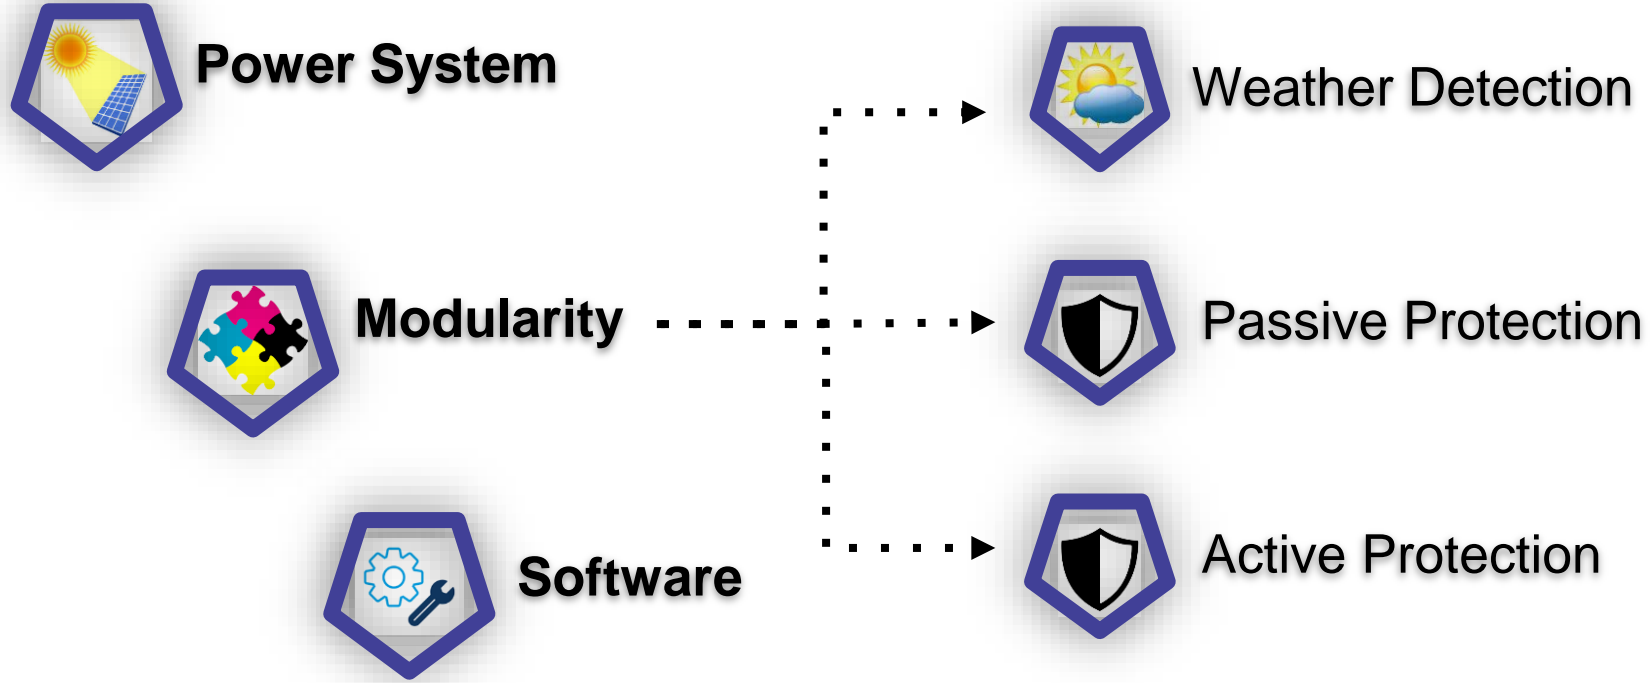 Power System
Modularity
Software
Weather Detection
Passive Protection
Active Protection